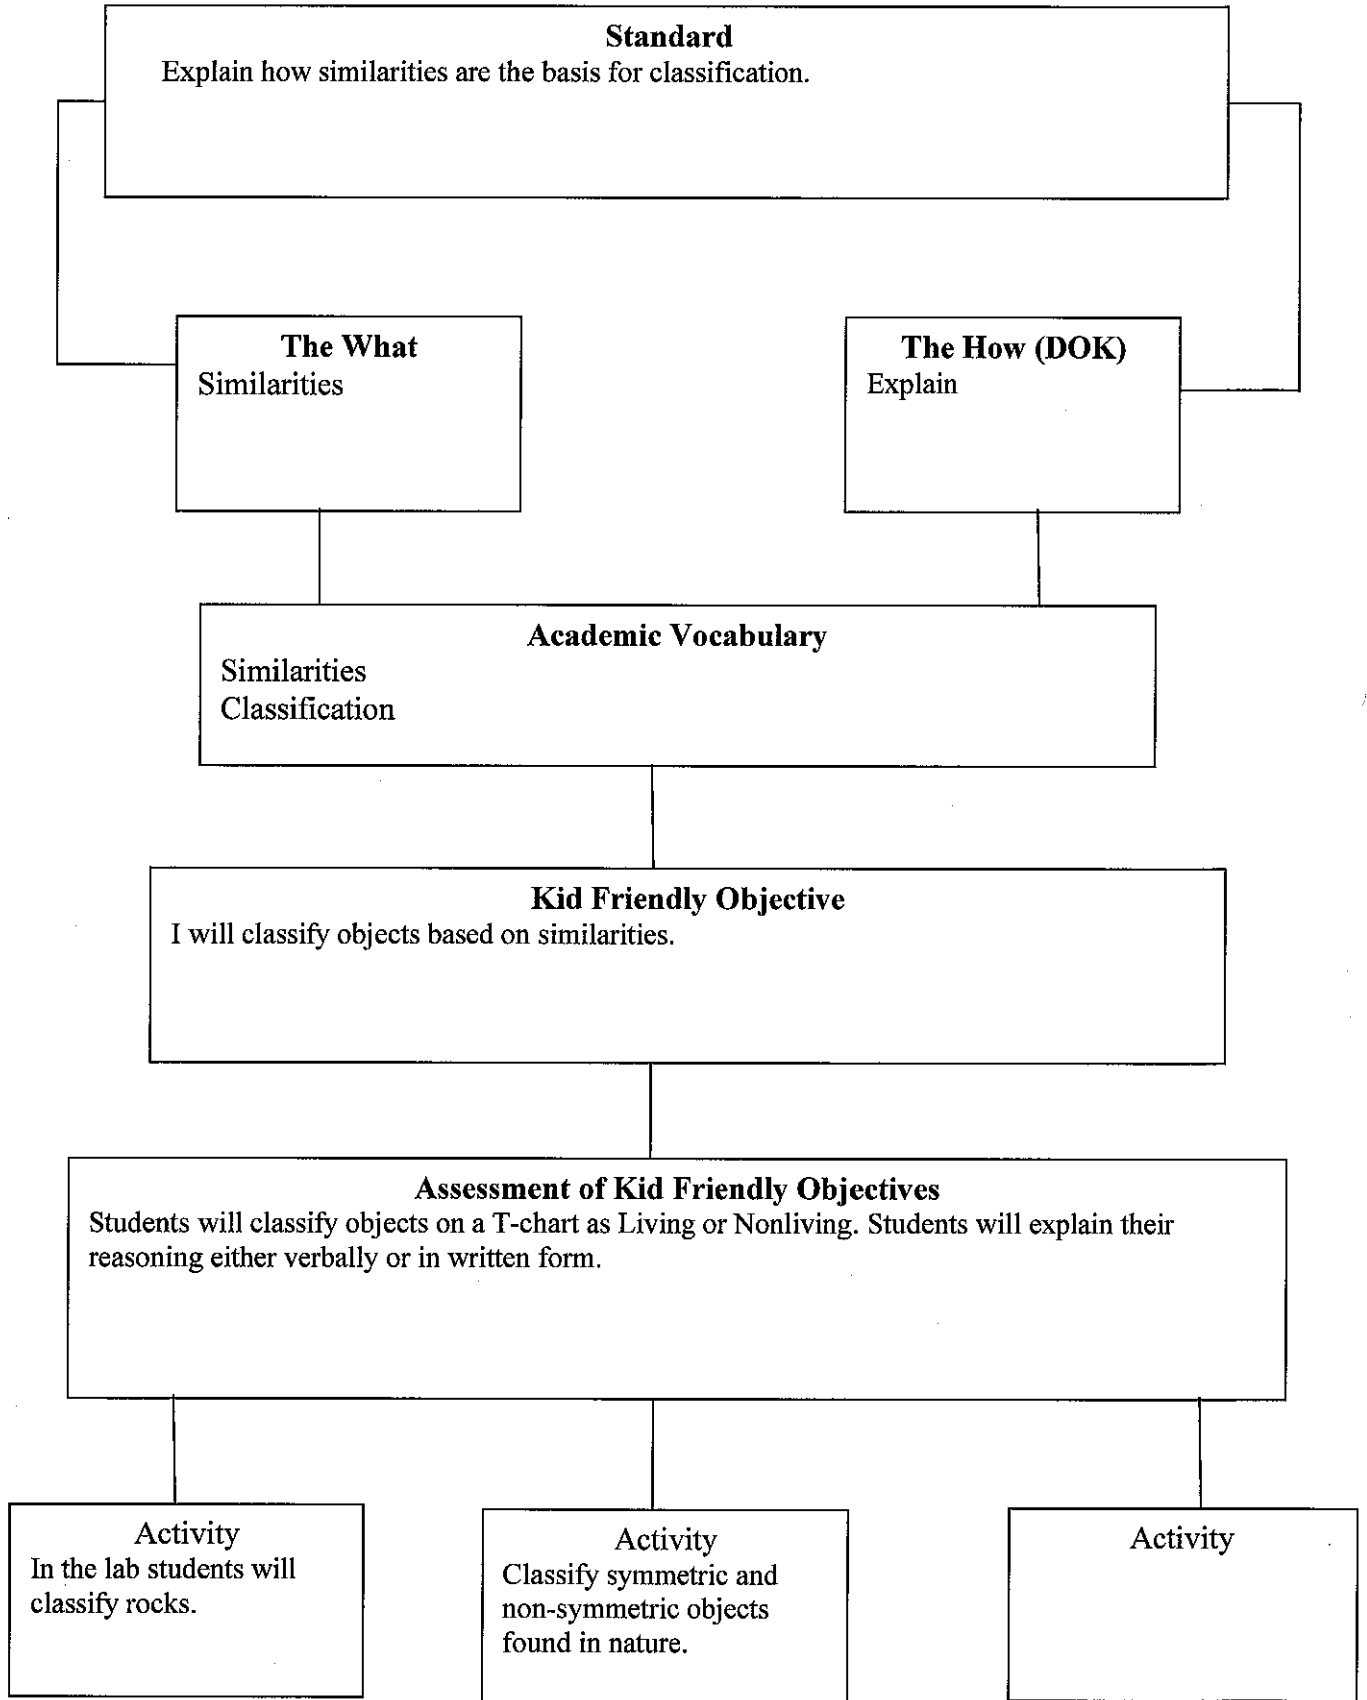 Standard
Explain how similarities are the basis for classification.
The What
Similarities
The How (DOK)
Explain
Academic Vocabulary
Similarities
Classification
Kid Friendly Objective
I will classify objects based on similarities.
Assessment of Kid Friendly Objectives
Students will classify objects on a T-chart as Living or Nonliving. Students will explain their
reasoning either verbally or in written form.
Activity
In the lab students will
classify rocks.
Activity
Classify symmetric and
non-symmetric objects
found in nature.
Activity